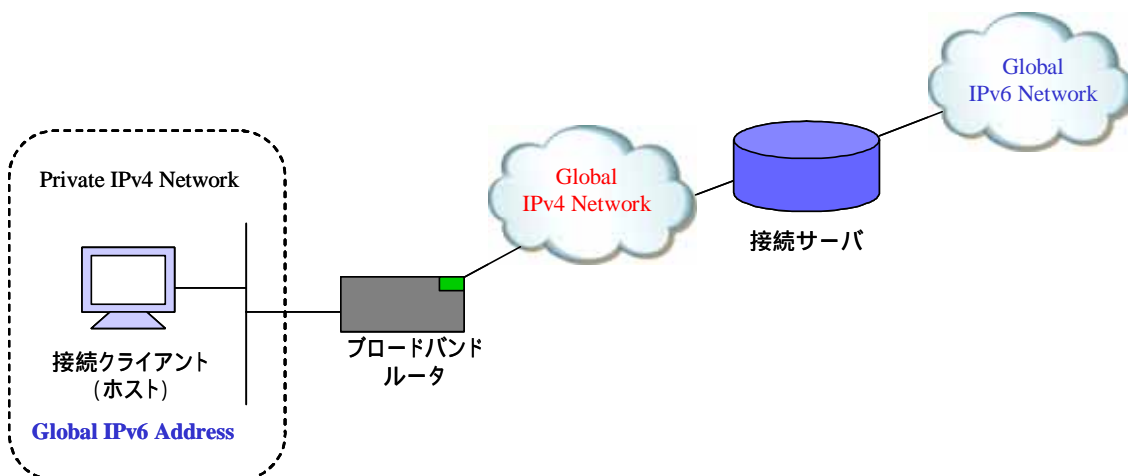 Global
IPv6 Network
Private IPv4 Network
Global
IPv4 Network
接続サーバ
ブロードバンド
ルータ
接続クライアント
(ホスト)
Global IPv6 Address